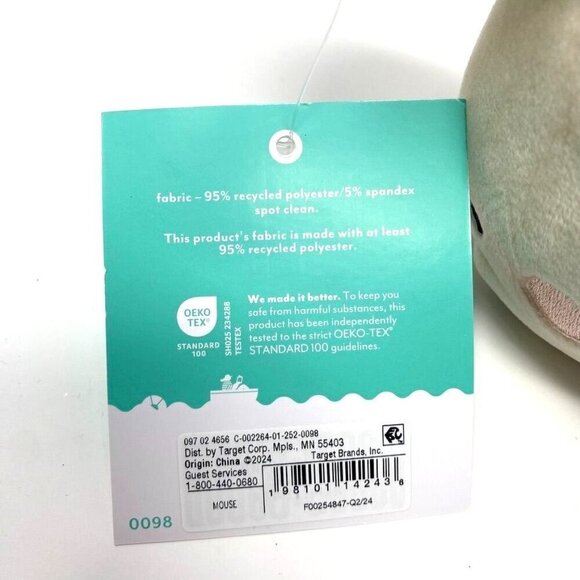 fabric – 95% recycled polyester/5% spandex
spot clean.
This product's fabric is made with at least
95% recycled polyester.
OEKO
TEX®
STANDARD
100
SH025 234288
TESTEX
We made it better. To keep you
safe from harmful substances, this
product has been independently
tested to the strict OEKO-TEX®
STANDARD 100 guidelines.
097 02 4656 C-002264-01-252-0098
Dist. by Target Corp. Mpls., MN 55403
Origin: China ©2024 Target Brands, Inc.
Guest Services
1-800-440-0680
1 98101 14243 6
MOUSE
F00254847-Q2/24
0098